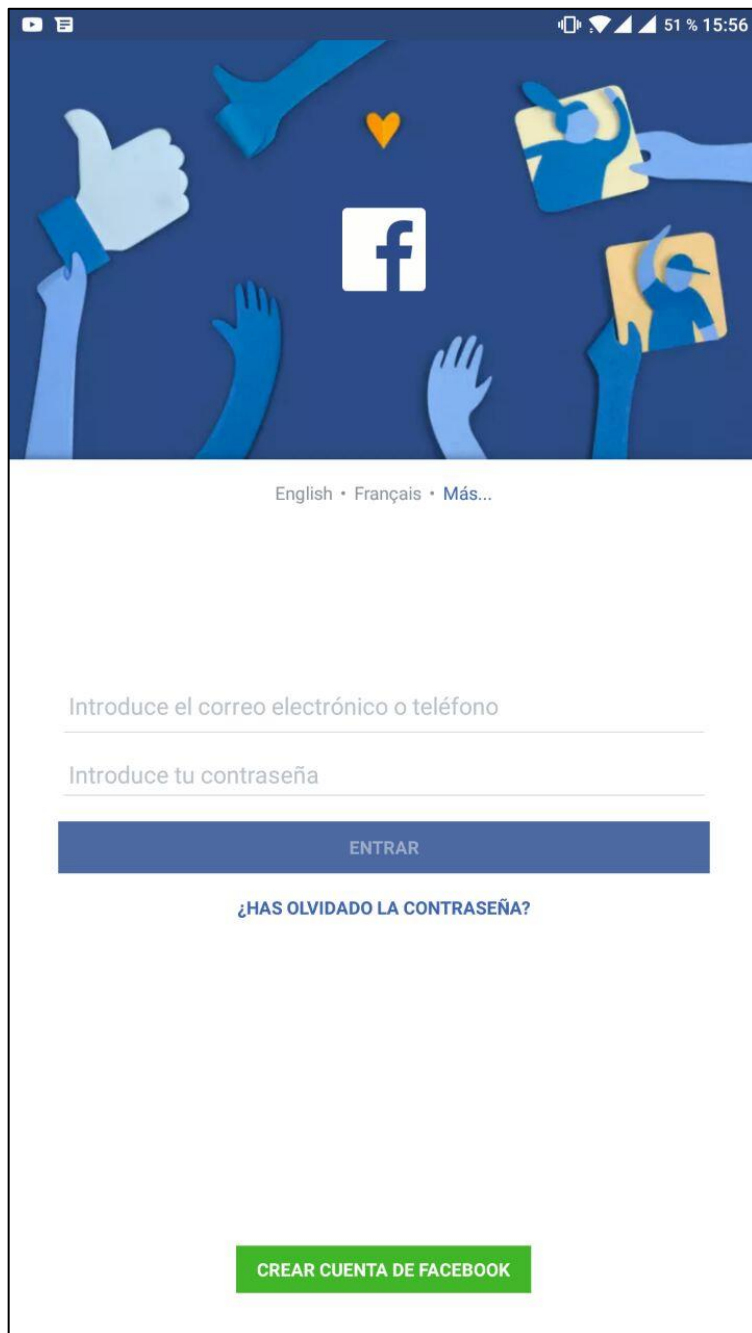 51 % 15:56
f
English • Français • Más...
Introduce el correo electrónico o teléfono
Introduce tu contraseña
ENTRAR
¿HAS OLVIDADO LA CONTRASEÑA?
CREAR CUENTA DE FACEBOOK